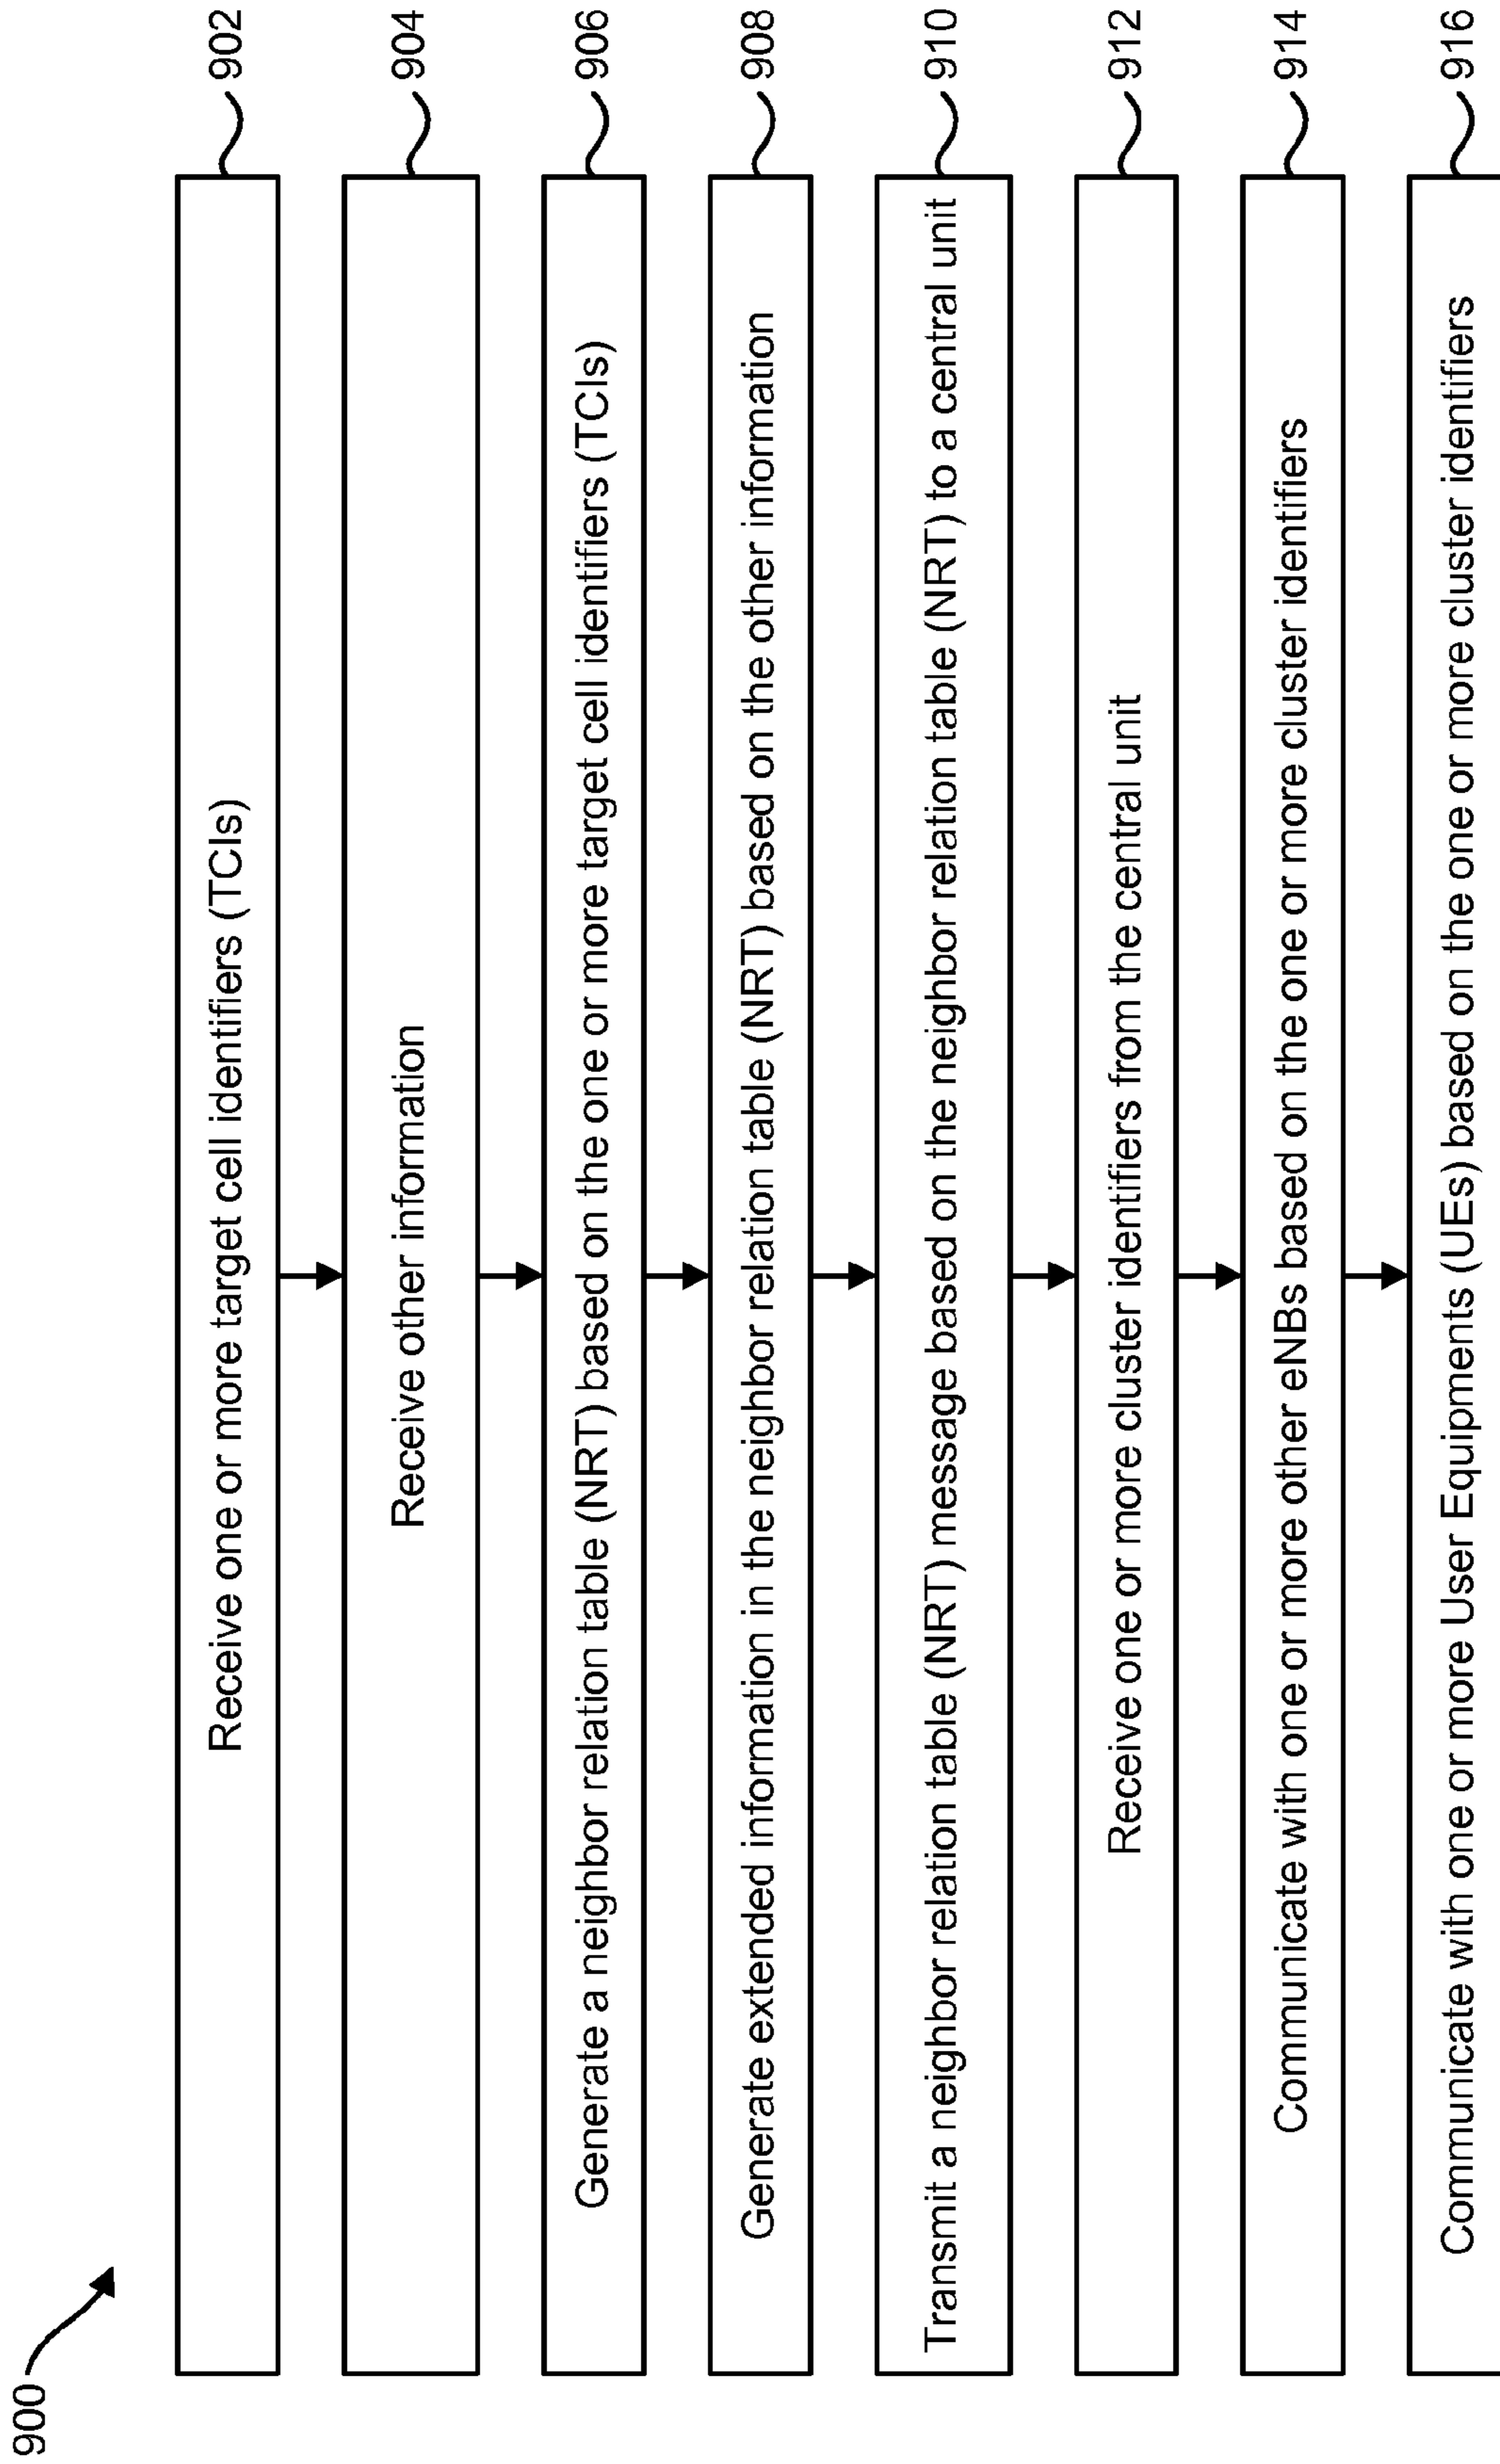 900
Receive one or more target cell identifiers (TCIs)
902
Receive other information
904
Generate a neighbor relation table (NRT) based on the one or more target cell identifiers (TCIs)
906
Generate extended information in the neighbor relation table (NRT) based on the other information
908
Transmit a neighbor relation table (NRT) message based on the neighbor relation table (NRT) to a central unit
910
Receive one or more cluster identifiers from the central unit
912
Communicate with one or more other eNBs based on the one or more cluster identifiers
914
Communicate with one or more User Equipments (UEs) based on the one or more cluster identifiers
916